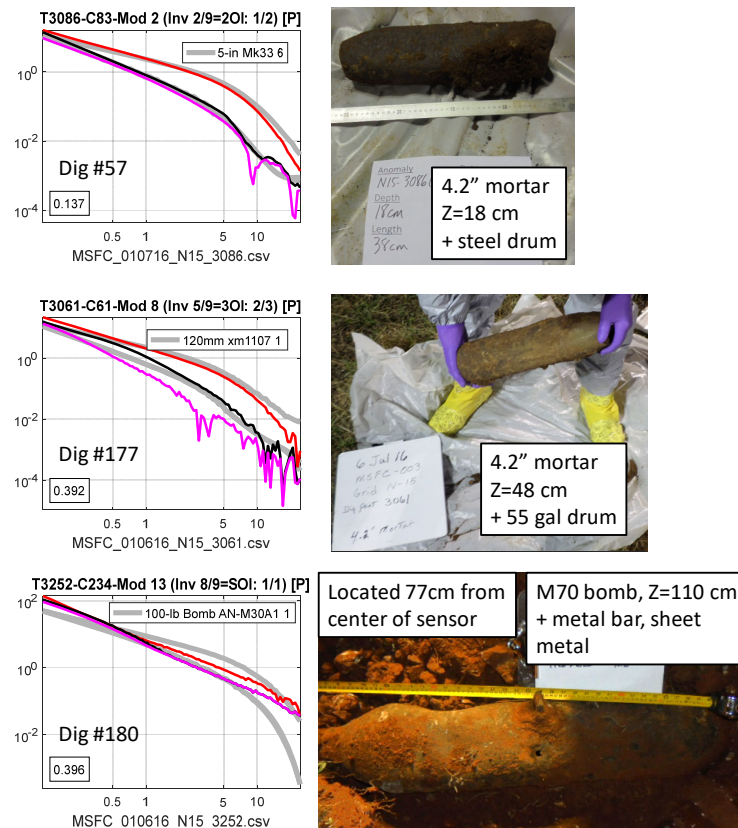 T3086-C83-Mod 2 (Inv 2/9=2OI: 1/2) [P]
5-in Mk33 6
10^0
10^-2
10^-4
Dig #57
0.137
0.5 1 5 10
MSFC_010716_N15_3086.csv
Anomaly
N15-3086
Depth
18cm
Length
38cm
4.2” mortar
Z=18 cm
+ steel drum
T3061-C61-Mod 8 (Inv 5/9=3OI: 2/3) [P]
120mm xm1107 1
10^0
10^-2
10^-4
Dig #177
0.392
0.5 1 5 10
MSFC_010616_N15_3061.csv
6 Jul 16
MSFC-003
Grid N-15
Dig Point 3061
4.2" mortar
4.2” mortar
Z=48 cm
+ 55 gal drum
T3252-C234-Mod 13 (Inv 8/9=SOI: 1/1) [P]
100-lb Bomb AN-M30A1 1
10^2
10^0
10^-2
Dig #180
0.396
0.5 1 5 10
MSFC_010616_N15_3252.csv
Located 77cm from
center of sensor
M70 bomb, Z=110 cm
+ metal bar, sheet
metal